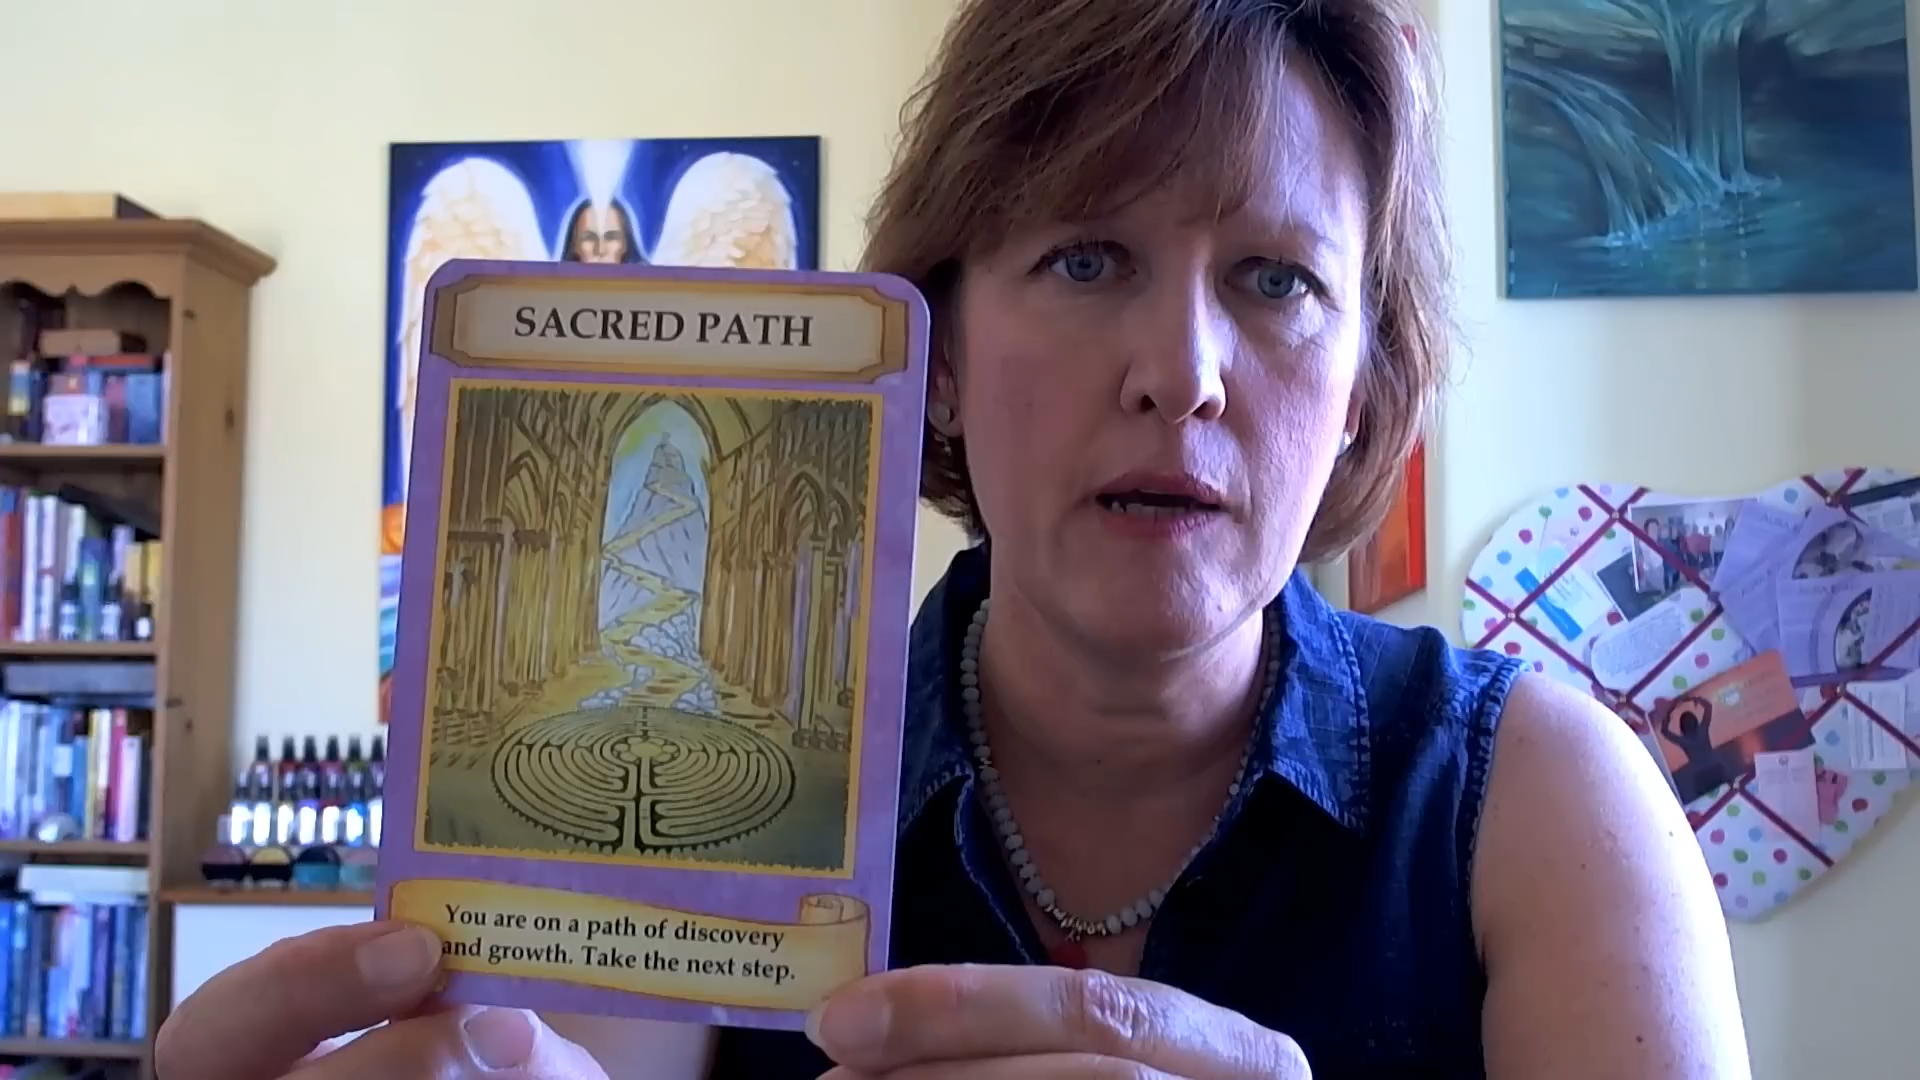 SACRED PATH
You are on a path of discovery
and growth. Take the next step.